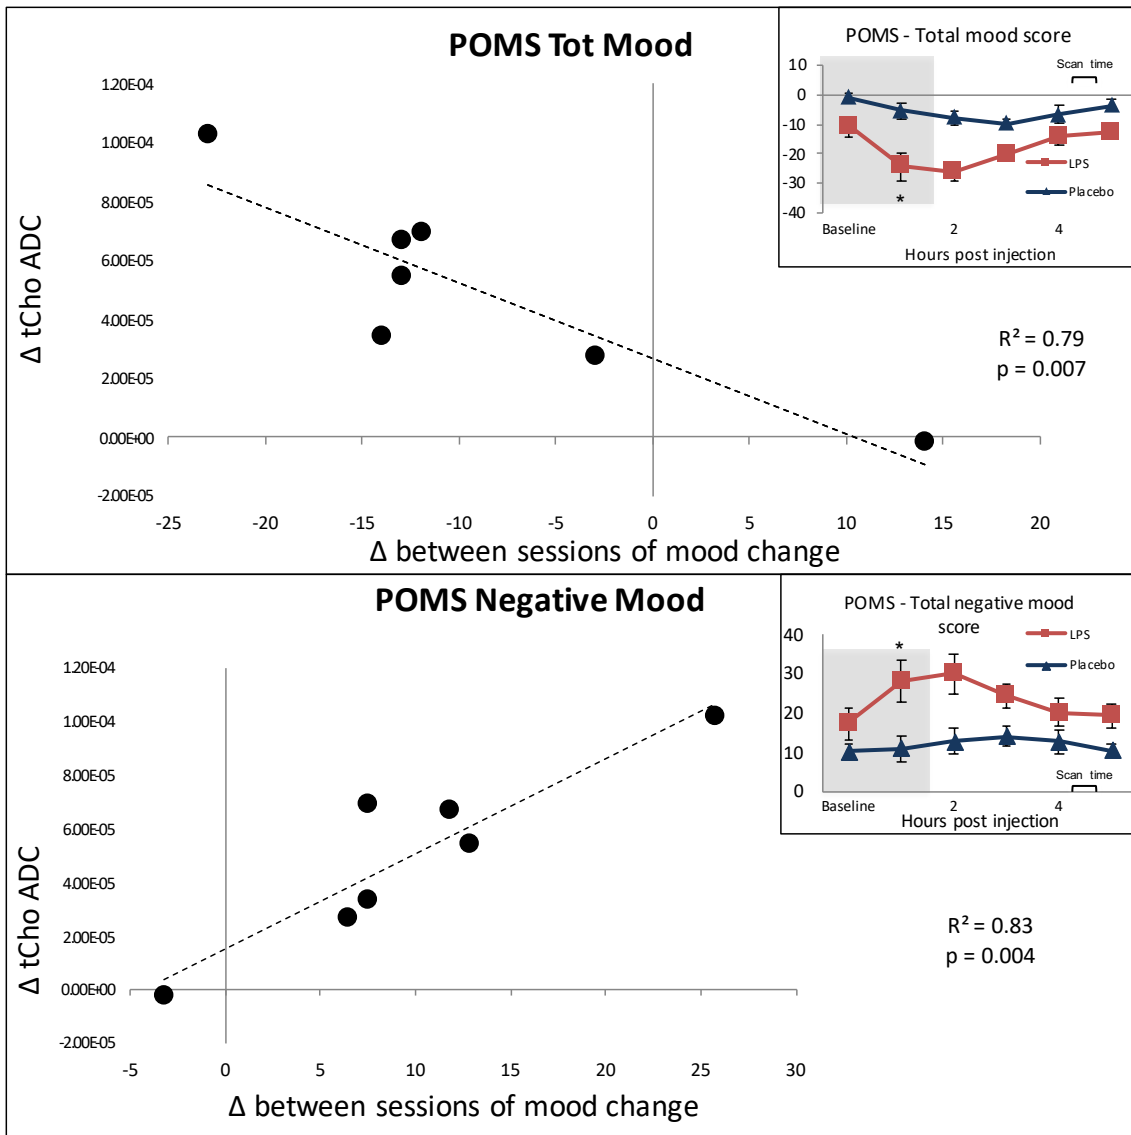 POMS Tot Mood
POMS - Total mood score
Scan time
10
0
-10
-20
-30
-40
LPS
Placebo
*
Baseline
2
4
Hours post injection
1.20E-04
1.00E-04
8.00E-05
6.00E-05
4.00E-05
2.00E-05
0.00E+00
-2.00E-05
Δ tCho ADC
R² = 0.79
p = 0.007
-25
-20
-15
-10
-5
0
5
10
15
20
Δ between sessions of mood change
POMS Negative Mood
POMS - Total negative mood
score
40
30
20
10
0
LPS
Placebo
*
Scan time
Baseline
2
4
Hours post injection
1.20E-04
1.00E-04
8.00E-05
6.00E-05
4.00E-05
2.00E-05
0.00E+00
-2.00E-05
Δ tCho ADC
R² = 0.83
p = 0.004
-5
0
5
10
15
20
25
30
Δ between sessions of mood change